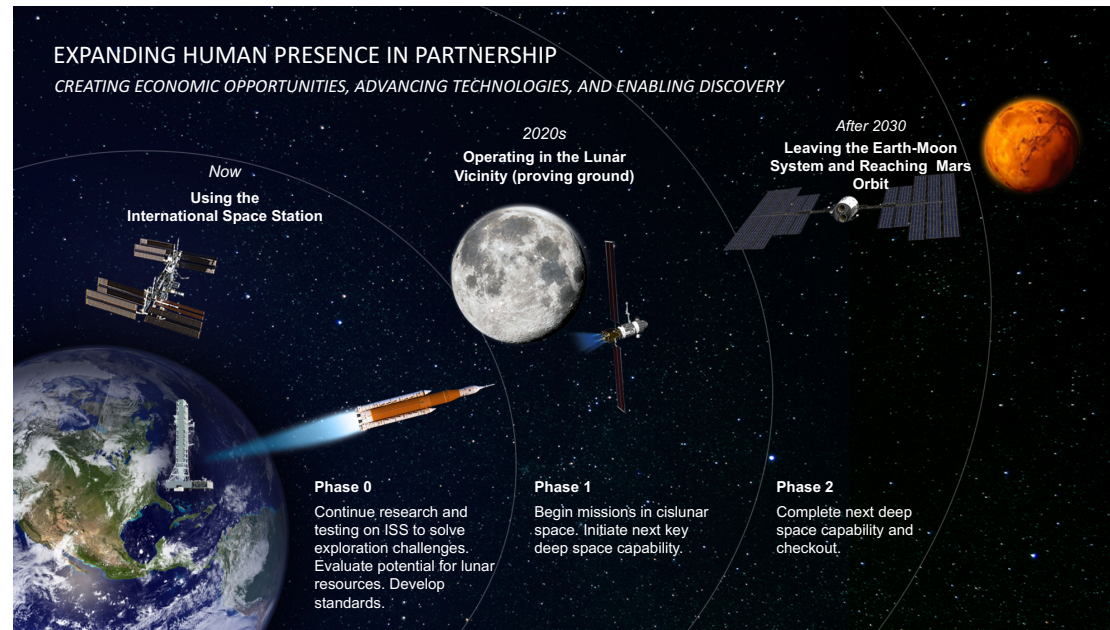 EXPANDING HUMAN PRESENCE IN PARTNERSHIP
CREATING ECONOMIC OPPORTUNITIES, ADVANCING TECHNOLOGIES, AND ENABLING DISCOVERY
Now
Using the
International Space Station
2020s
Operating in the Lunar
Vicinity (proving ground)
After 2030
Leaving the Earth-Moon
System and Reaching Mars
Orbit
Phase 0
Continue research and
testing on ISS to solve
exploration challenges.
Evaluate potential for lunar
resources. Develop
standards.
Phase 1
Begin missions in cislunar
space. Initiate next key
deep space capability.
Phase 2
Complete next deep
space capability and
checkout.